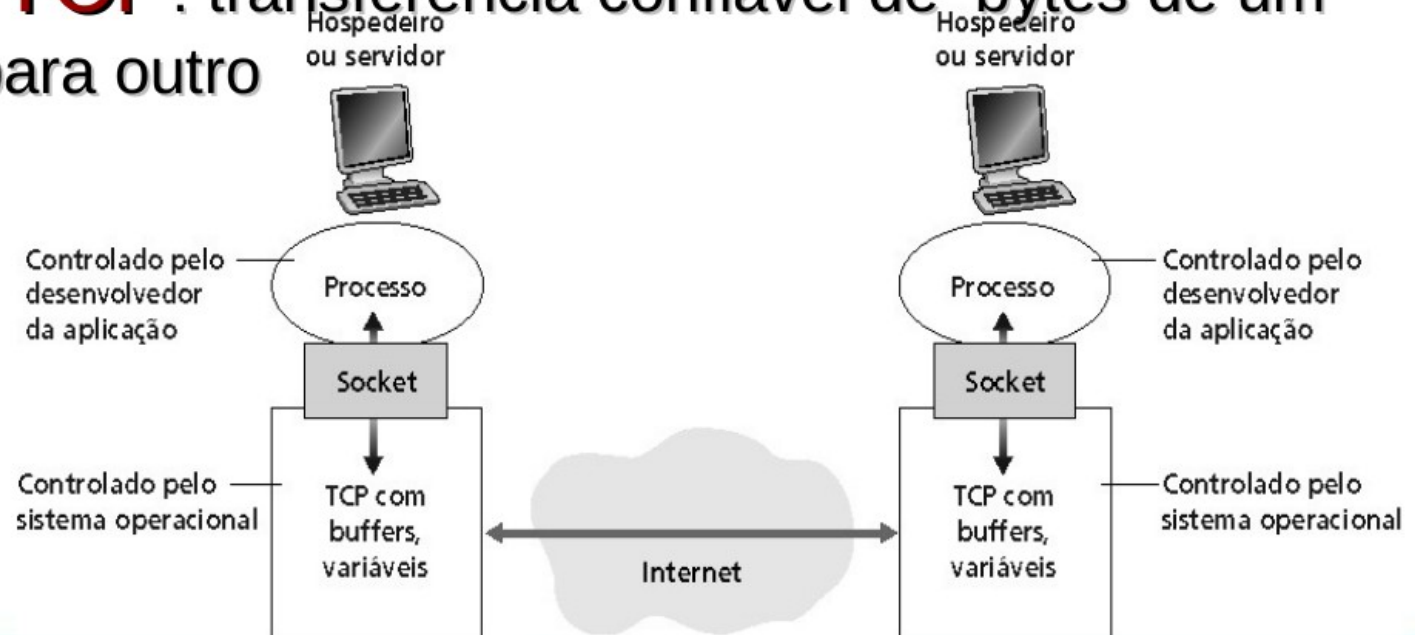 TCP : transferência confiável de bytes de um
para outro
Hospedeiro
ou servidor
Hospedeiro
ou servidor
Controlado pelo
desenvolvedor
da aplicação
Processo
Processo
Controlado pelo
desenvolvedor
da aplicação
Socket
Socket
Controlado pelo
sistema operacional
TCP com
buffers,
variáveis
Internet
TCP com
buffers,
variáveis
Controlado pelo
sistema operacional